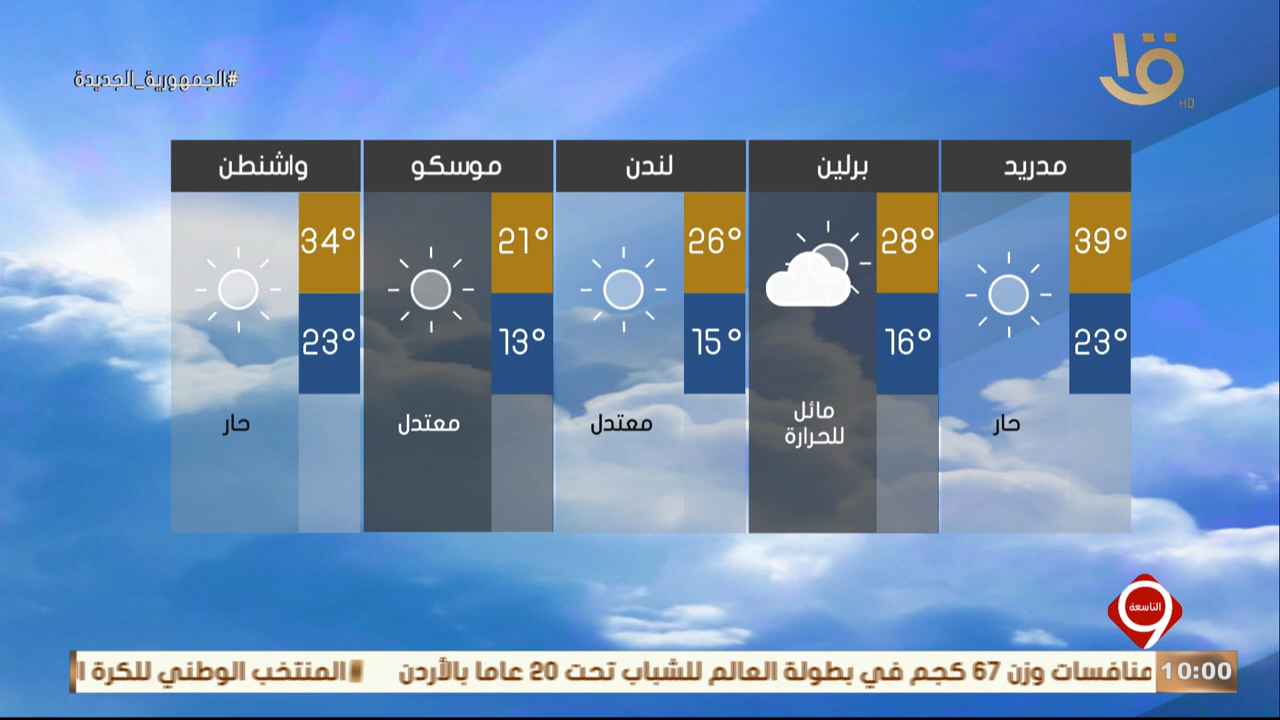 #الجمهورية_الجديدة
HD
مدريد
39°
23°
حار
برلين
28°
16°
مائل
للحرارة
لندن
26°
15°
معتدل
موسكو
21°
13°
معتدل
واشنطن
34°
23°
حار
التاسعة
9
10:00
منافسات وزن 67 كجم في بطولة العالم للشباب تحت 20 عاما بالأردن المنتخب الوطني للكرة ا